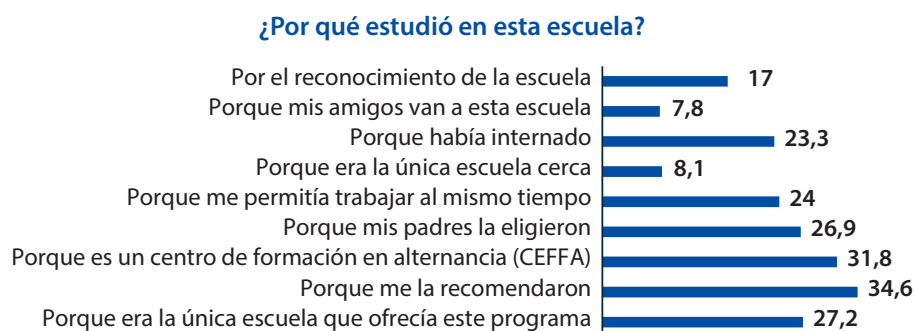 ¿Por qué estudió en esta escuela?
Por el reconocimiento de la escuela 17
Porque mis amigos van a esta escuela 7,8
Porque había internado 23,3
Porque era la única escuela cerca 8,1
Porque me permitía trabajar al mismo tiempo 24
Porque mis padres la eligieron 26,9
Porque es un centro de formación en alternancia (CEFFA) 31,8
Porque me la recomendaron 34,6
Porque era la única escuela que ofrecía este programa 27,2